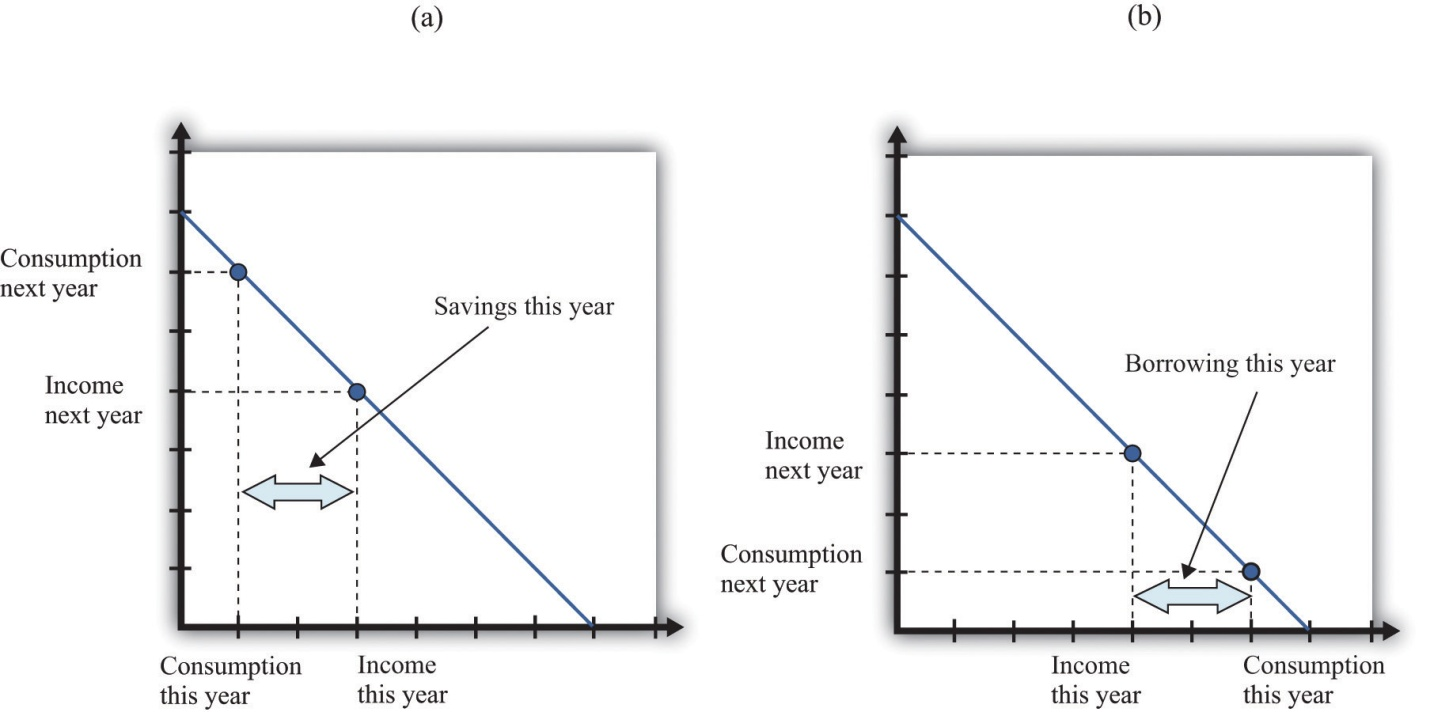 (a)
Consumption
next year
Savings this year
Income
next year
Consumption
this year
Income
this year
(b)
Borrowing this year
Income
next year
Consumption
next year
Income
this year
Consumption
this year